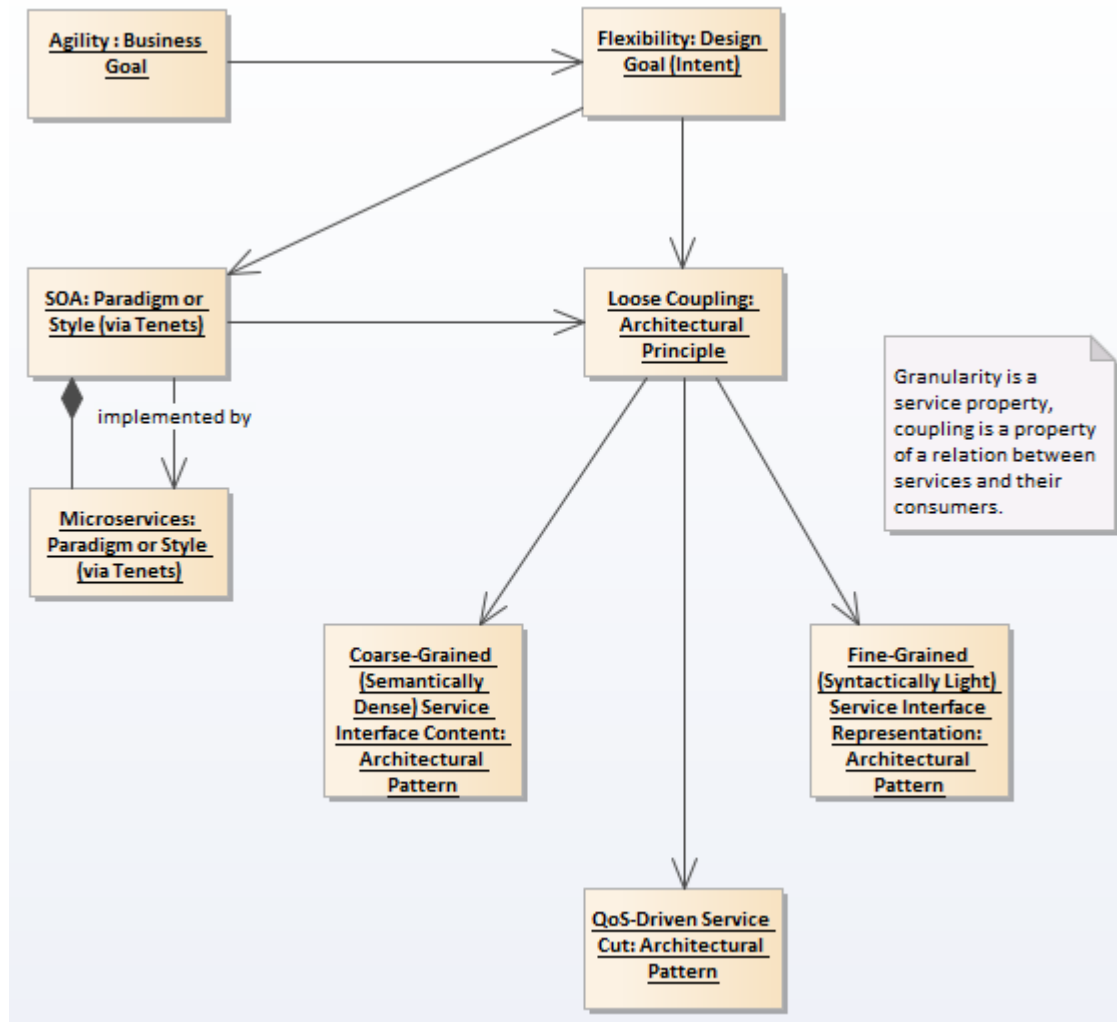 Agility : Business
Goal
Flexibility: Design
Goal (Intent)
SOA: Paradigm or
Style (via Tenets)
Loose Coupling:
Architectural
Principle
Granularity is a
service property,
coupling is a property
of a relation between
services and their
consumers.
implemented by
Microservices:
Paradigm or Style
(via Tenets)
Coarse-Grained
(Semantically
Dense) Service
Interface Content:
Architectural
Pattern
Fine-Grained
(Syntactically Light)
Service Interface
Representation:
Architectural
Pattern
QoS-Driven Service
Cut: Architectural
Pattern